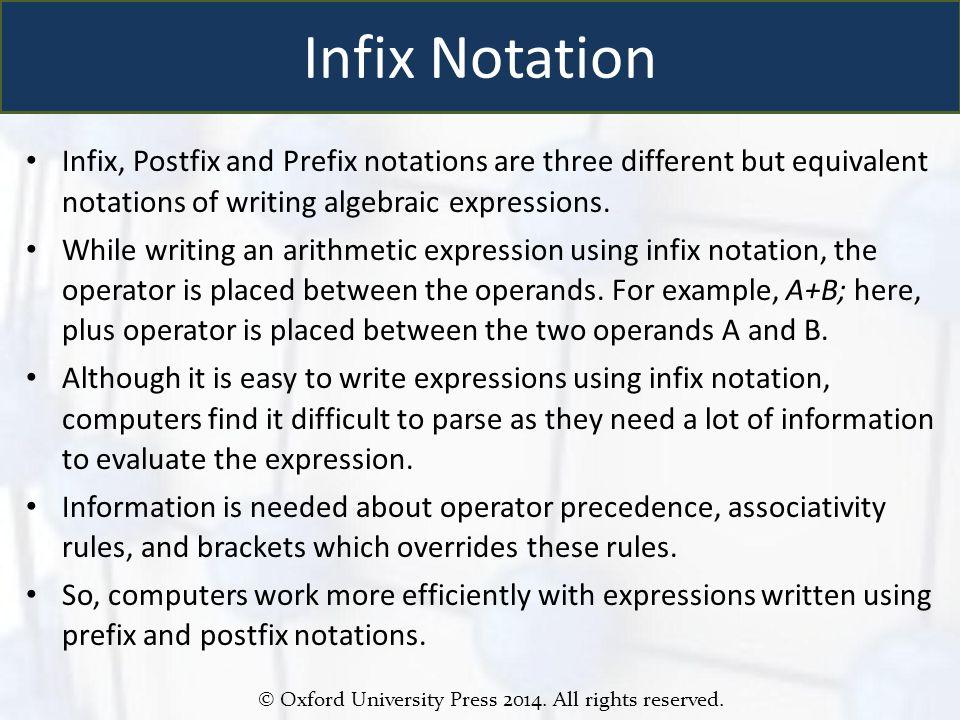 Infix Notation
• Infix, Postfix and Prefix notations are three different but equivalent
notations of writing algebraic expressions.
• While writing an arithmetic expression using infix notation, the
operator is placed between the operands. For example, A+B; here,
plus operator is placed between the two operands A and B.
• Although it is easy to write expressions using infix notation,
computers find it difficult to parse as they need a lot of information
to evaluate the expression.
• Information is needed about operator precedence, associativity
rules, and brackets which overrides these rules.
• So, computers work more efficiently with expressions written using
prefix and postfix notations.
© Oxford University Press 2014. All rights reserved.